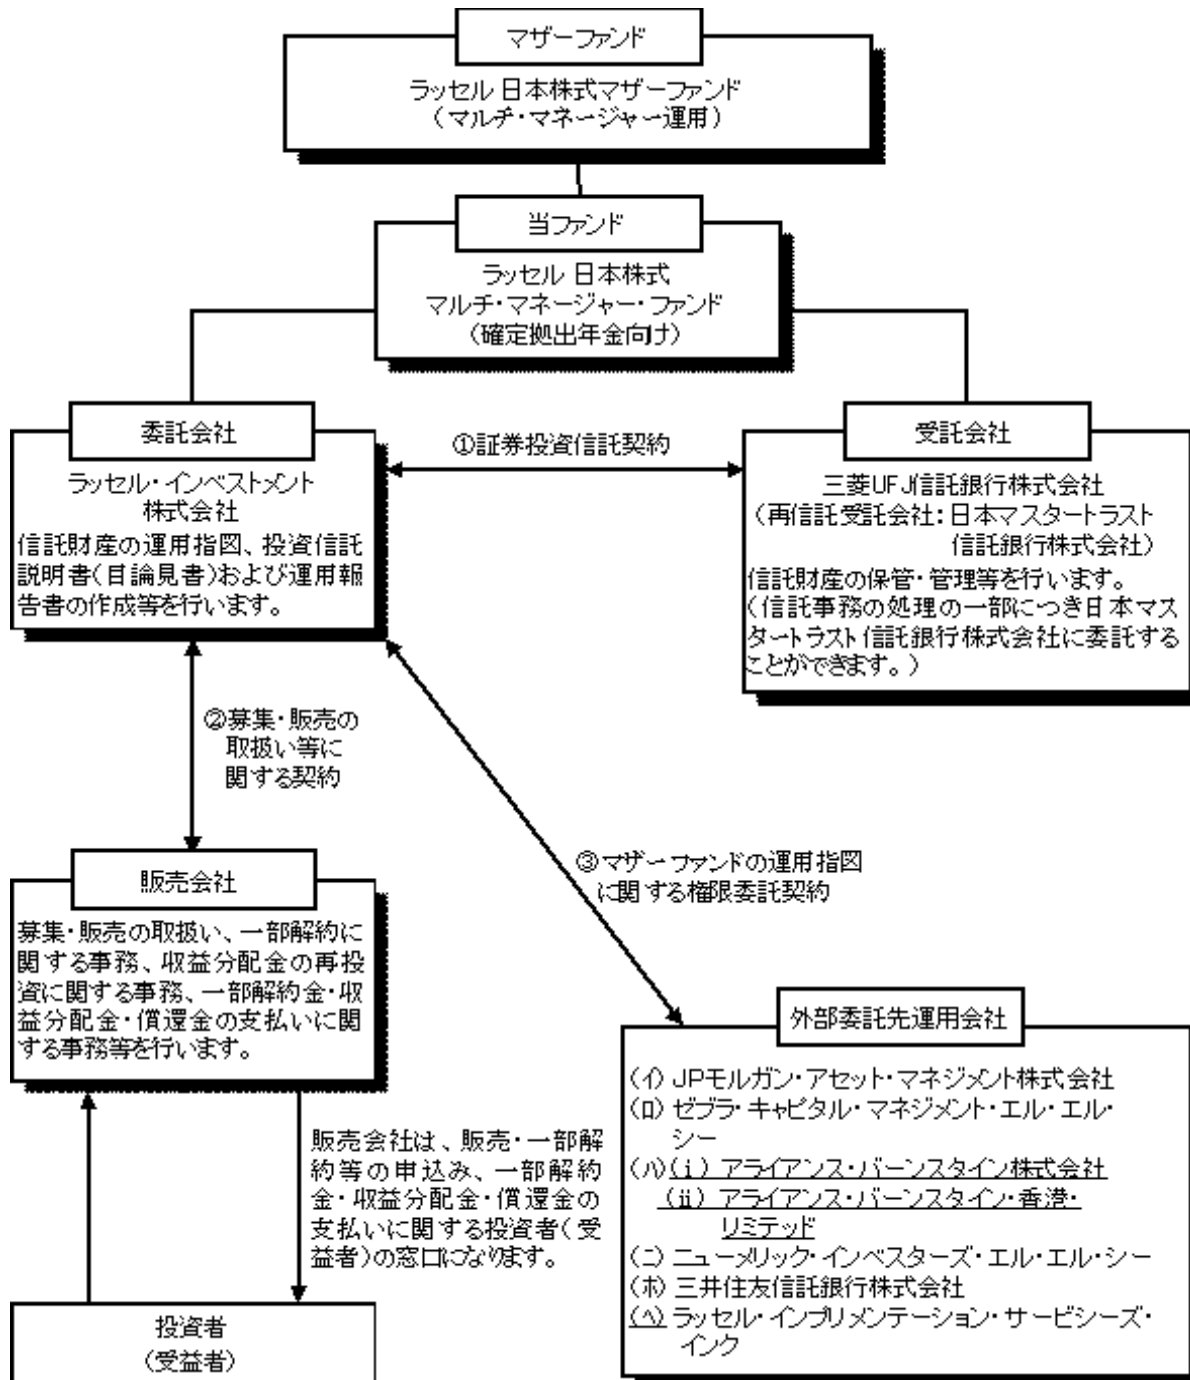 マザーファンド
ラッセル 日本株式マザーファンド
(マルチ・マネージャー運用)
当ファンド
ラッセル 日本株式
マルチ・マネージャー・ファンド
(確定拠出年金向け)
委託会社
ラッセル・インベストメント
株式会社
信託財産の運用指図、投資信託
説明書(目論見書)および運用報
告書の作成等を行います。
①証券投資信託契約
受託会社
三菱UFJ信託銀行株式会社
(再信託受託会社:日本マスタートラスト
信託銀行株式会社)
信託財産の保管・管理等を行います。
(信託事務の処理の一部につき日本マス
タートラスト信託銀行株式会社に委託する
ことができます。)
②募集・販売の
取扱い等に
関する契約
③マザーファンドの運用指図
に関する権限委託契約
販売会社
募集・販売の取扱い、一部解約に
関する事務、収益分配金の再投
資に関する事務、一部解約金・収
益分配金・償還金の支払いに関
する事務等を行います。
外部委託先運用会社
(イ) JPモルガン・アセット・マネジメント株式会社
(ロ) ゼブラ・キャピタル・マネジメント・エル・エル・
シー
(ハ)(ⅰ) アライアンス・バーンスタイン株式会社
(ⅱ) アライアンス・バーンスタイン・香港・
リミテッド
(ニ) ニューメリック・インベスターズ・エル・エル・シー
(ホ) 三井住友信託銀行株式会社
(ヘ) ラッセル・インプリメンテーション・サービシーズ・
インク
販売会社は、販売・一部解
約等の申込み、一部解約
金・収益分配金・償還金の
支払いに関する投資者(受
益者)の窓口になります。
投資者
(受益者)